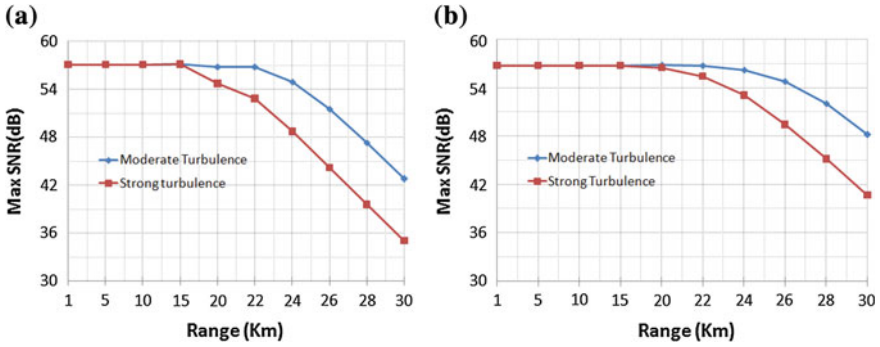 (a)
60
54
48
42
36
30
Max SNR(dB)
Moderate Turbulence
Strong turbulence
1 5 10 15 20 22 24 26 28 30
Range (Km)
(b)
60
54
48
42
36
30
Max SNR(dB)
Moderate Turbulence
Strong Turbulence
1 5 10 15 20 22 24 26 28 30
Range (Km)